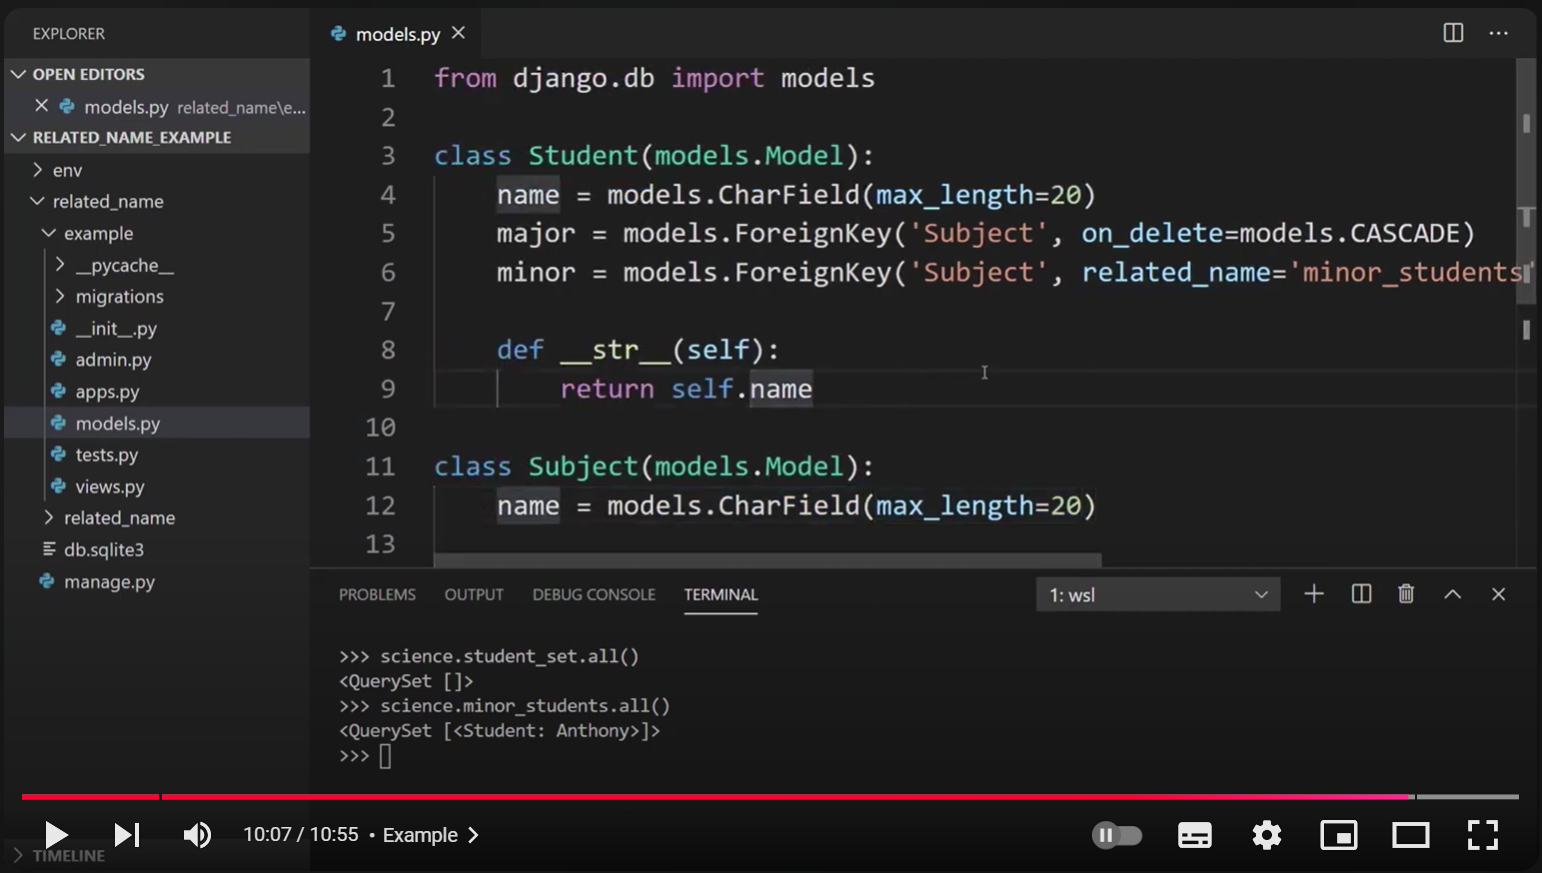 EXPLORER
OPEN EDITORS
models.py related_name\e...
RELATED_NAME_EXAMPLE
env
related_name
example
__pycache__
migrations
__init__.py
admin.py
apps.py
models.py
tests.py
views.py
related_name
db.sqlite3
manage.py
TIMELINE
models.py
1 from django.db import models
2
3 class Student(models.Model):
4 name = models.CharField(max_length=20)
5 major = models.ForeignKey('Subject', on_delete=models.CASCADE)
6 minor = models.ForeignKey('Subject', related_name='minor_students'
7
8 def __str__(self):
9 return self.name
10
11 class Subject(models.Model):
12 name = models.CharField(max_length=20)
13
PROBLEMS OUTPUT DEBUG CONSOLE TERMINAL 1: wsl
>>> science.student_set.all()
<QuerySet []>
>>> science.minor_students.all()
<QuerySet [<Student: Anthony>]>
>>>
10:07 / 10:55 • Example